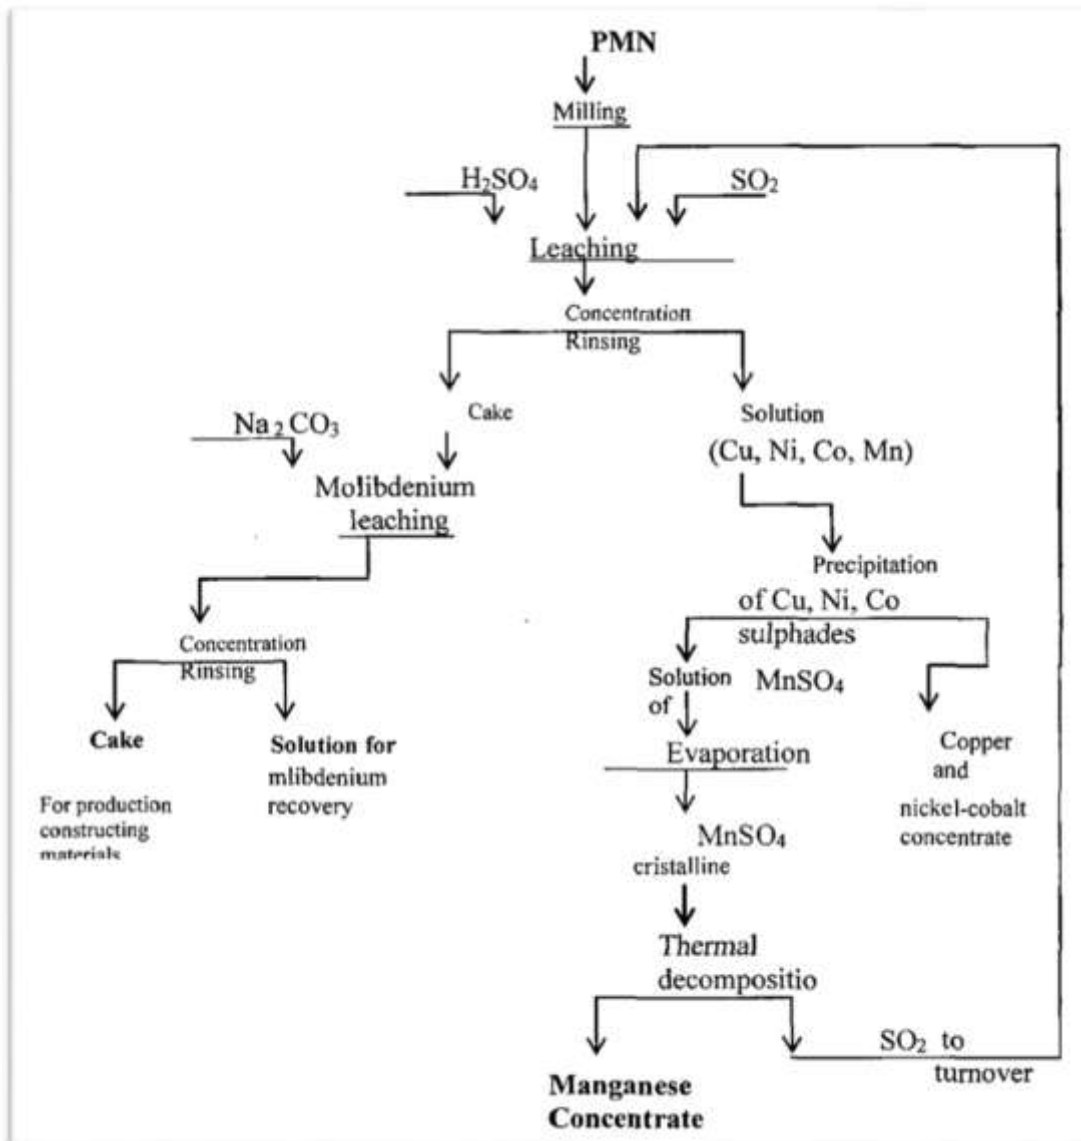 PMN
Milling
H₂SO₄
SO₂
Leaching
Concentration
Rinsing
Cake
Solution
Na₂CO₃
(Cu, Ni, Co, Mn)
Molibdenium
leaching
Precipitation
of Cu, Ni, Co
sulphades
Concentration
Rinsing
Solution
of
MnSO₄
Cake
Solution for
mlibdenium
recovery
Evaporation
Copper
and
nickel-cobalt
concentrate
For production
constructing
materials
MnSO₄
cristalline
Thermal
decompositio
SO₂ to
turnover
Manganese
Concentrate